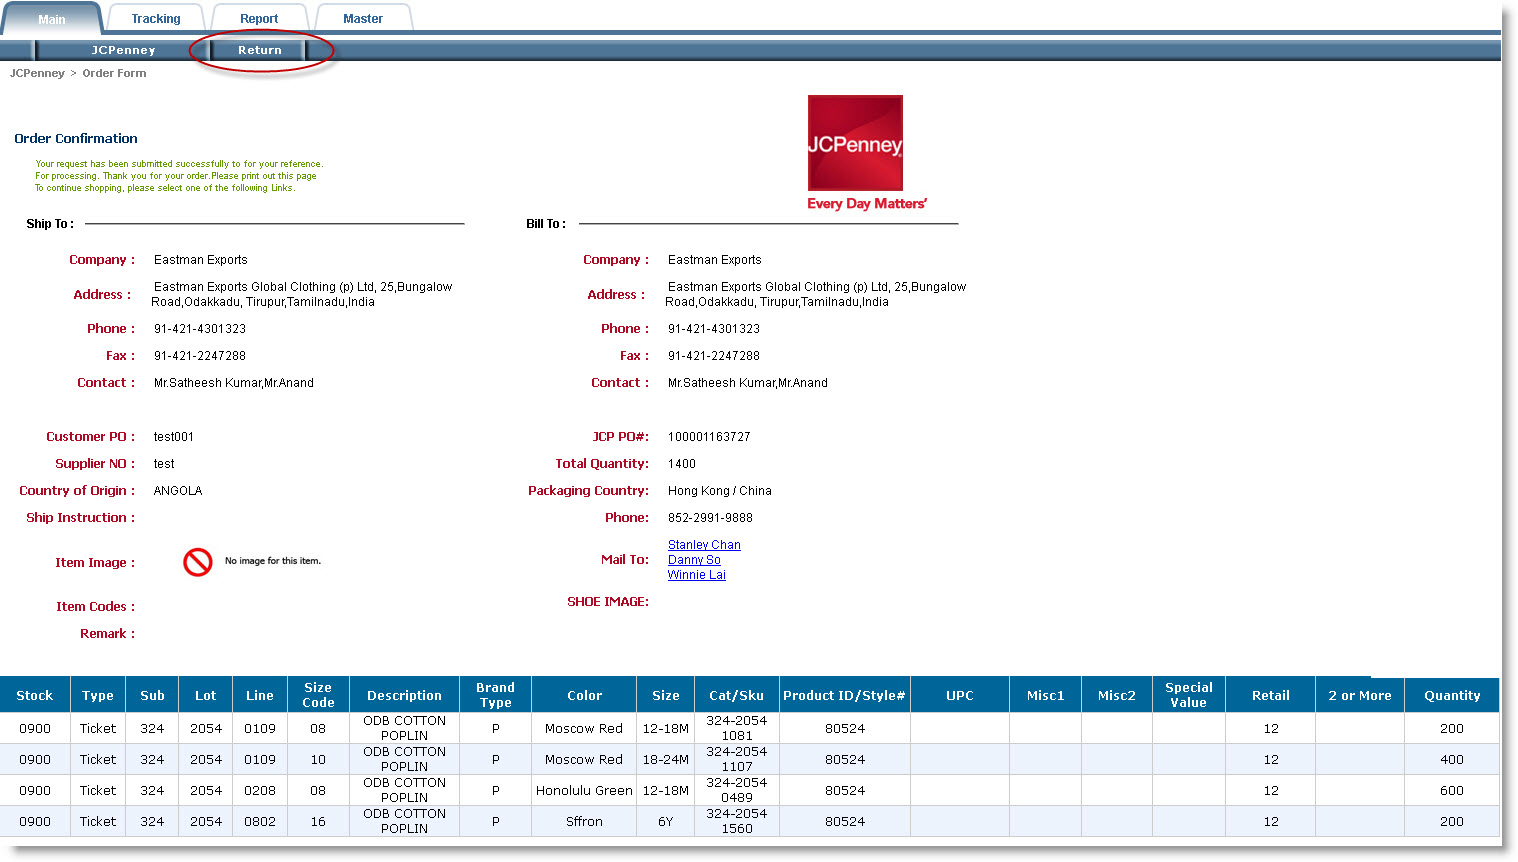 Main Tracking Report Master
JCPenney Return
JCPenney > Order Form
JCPenney
Every Day Matters'
Order Confirmation
Your request has been submitted successfully to for your reference.
For processing. Thank you for your order.Please print out this page
To continue shopping, please select one of the following Links.
Ship To :
Company : Eastman Exports
Address : Eastman Exports Global Clothing (p) Ltd, 25,Bungalow
Road,Odakkadu, Tirupur,Tamilnadu,India
Phone : 91-421-4301323
Fax : 91-421-2247288
Contact : Mr.Satheesh Kumar,Mr.Anand
Bill To :
Company : Eastman Exports
Address : Eastman Exports Global Clothing (p) Ltd, 25,Bungalow
Road,Odakkadu, Tirupur,Tamilnadu,India
Phone : 91-421-4301323
Fax : 91-421-2247288
Contact : Mr.Satheesh Kumar,Mr.Anand
Customer PO : test001
Supplier NO : test
Country of Origin : ANGOLA
Ship Instruction :
Item Image : No image for this item.
Item Codes :
Remark :
JCP PO#: 100001163727
Total Quantity: 1400
Packaging Country: Hong Kong / China
Phone: 852-2991-9888
Mail To: Stanley Chan
Danny So
Winnie Lai
SHOE IMAGE:
Stock Type Sub Lot Line Size Code Description Brand Type Color Size Cat/Sku Product ID/Style# UPC Misc1 Misc2 Special Value Retail 2 or More Quantity
0900 Ticket 324 2054 0109 08 ODB COTTON POPLIN P Moscow Red 12-18M 324-2054 1081 80524 12 200
0900 Ticket 324 2054 0109 10 ODB COTTON POPLIN P Moscow Red 18-24M 324-2054 1107 80524 12 400
0900 Ticket 324 2054 0208 08 ODB COTTON POPLIN P Honolulu Green 12-18M 324-2054 0489 80524 12 600
0900 Ticket 324 2054 0802 16 ODB COTTON POPLIN P Sffron 6Y 324-2054 1560 80524 12 200